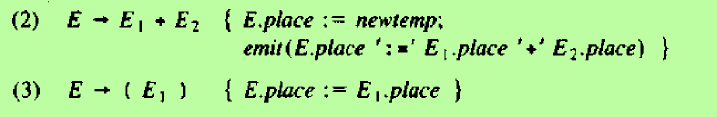 (2) E → E₁ + E₂ { E.place := newtemp;
emit(E.place ':=' E₁.place '+' E₂.place) }
(3) E → ( E₁ ) { E.place := E₁.place }